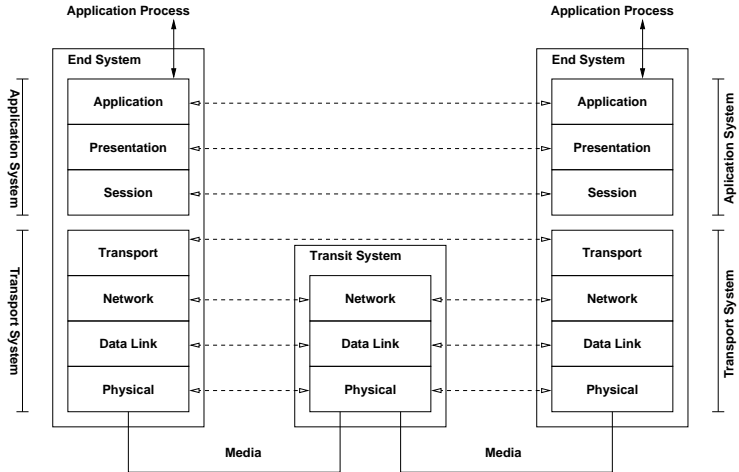 Application Process
Application Process
End System
End System
Application System
Application
Presentation
Session
Application
Presentation
Session
Aplication System
Transport System
Transport
Network
Data Link
Physical
Transit System
Network
Data Link
Physical
Transport
Network
Data Link
Physical
Transport System
Media
Media